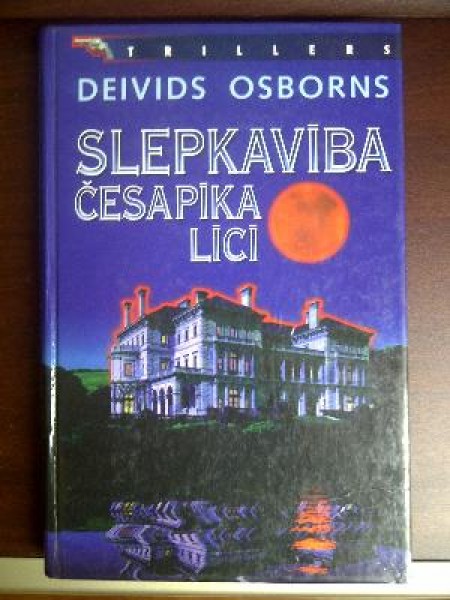 TRILLERS
DEIVIDS OSBORNS
SLEPKAVĪBA
ČESAPĪKA
LĪCĪ